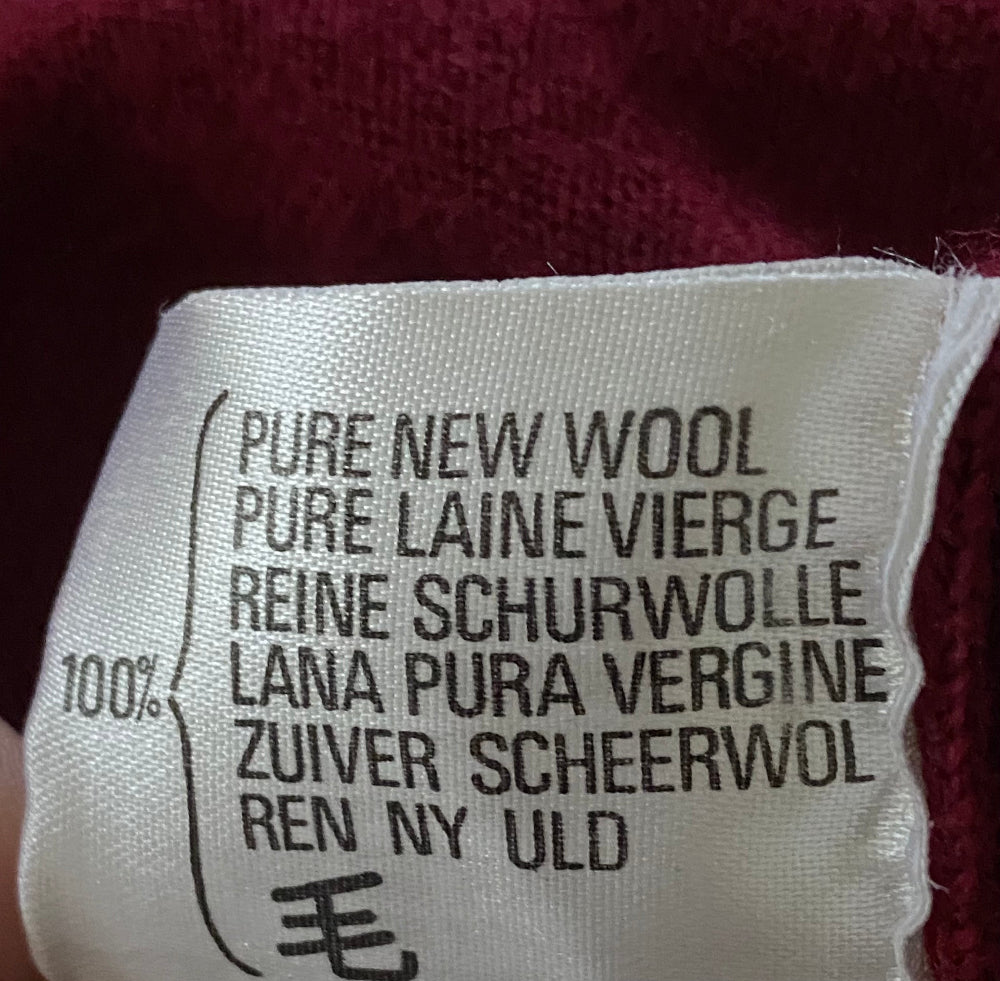 PURE NEW WOOL
PURE LAINE VIERGE
REINE SCHURWOLLE
100% LANA PURA VERGINE
ZUIVER SCHEERWOL
REN NY ULD
毛